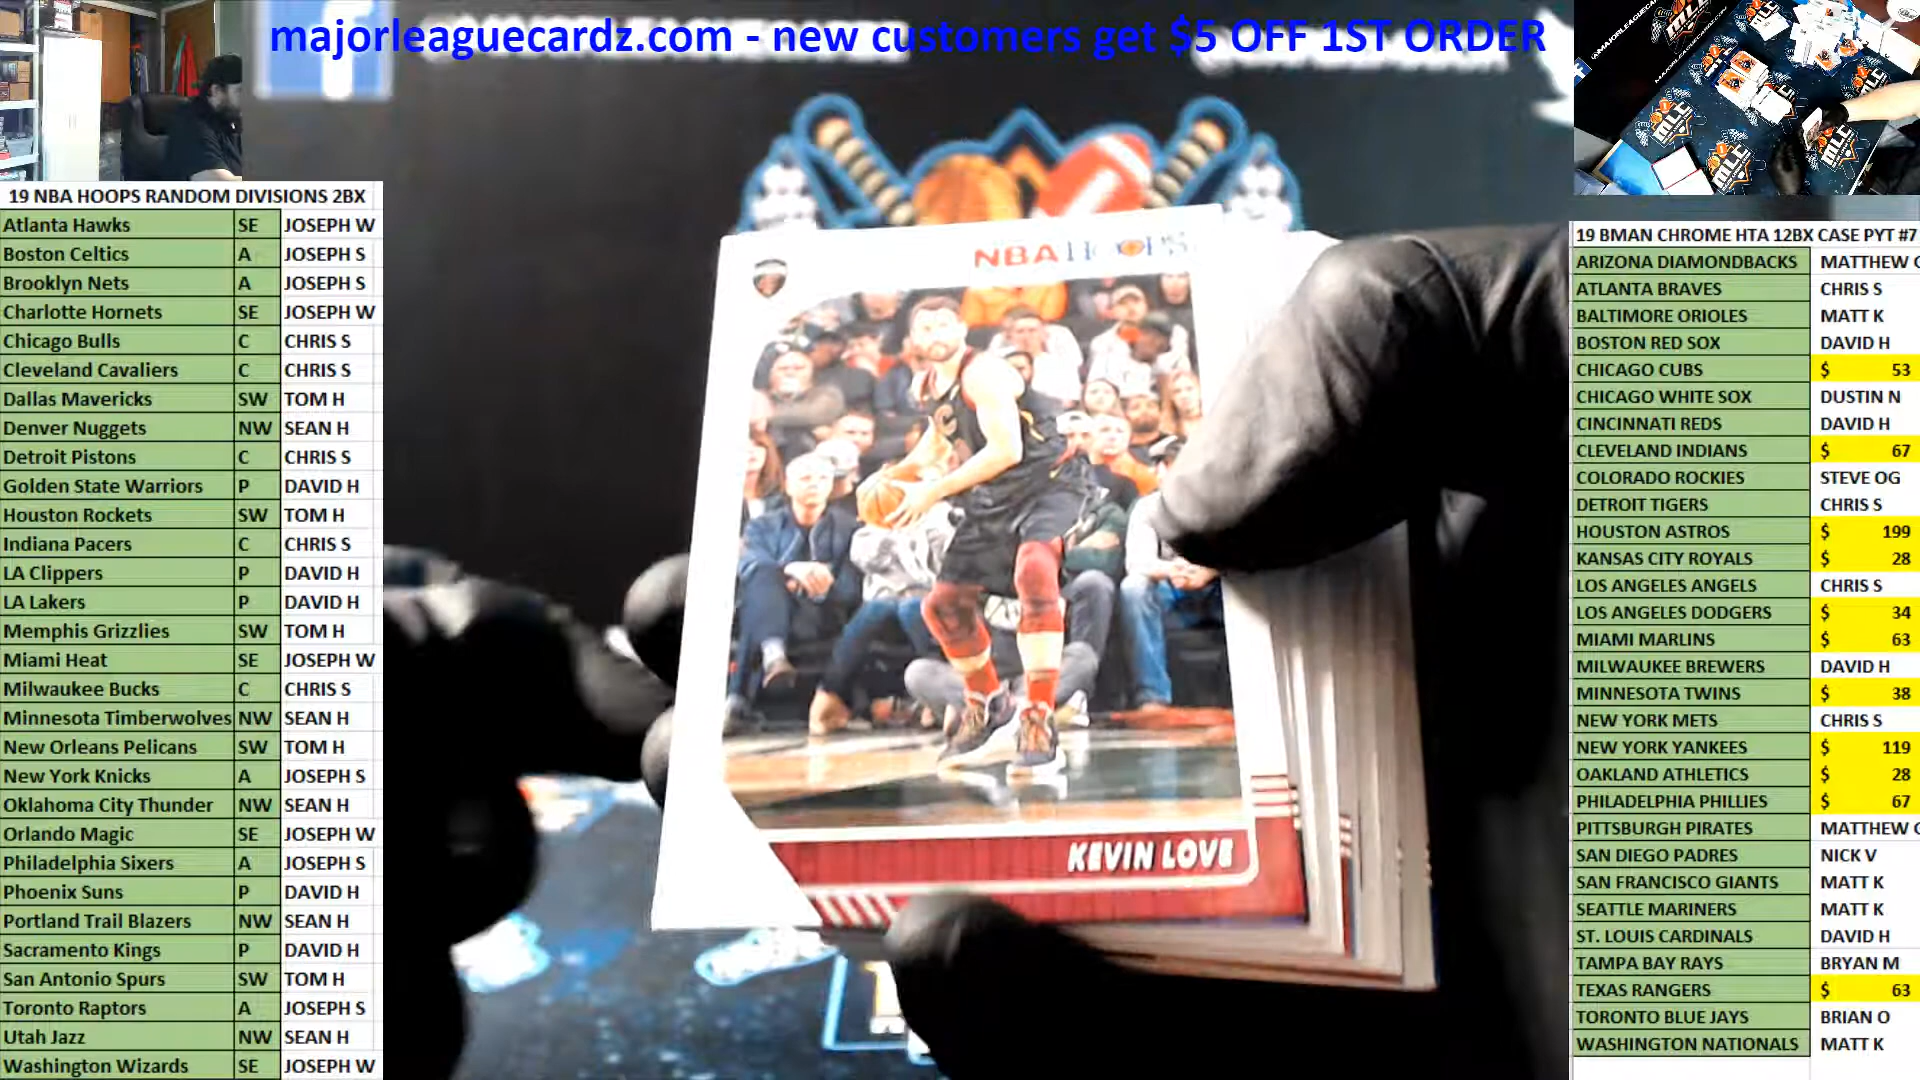 majorleaguecardz.com - new customers get $5 OFF 1ST ORDER
19 NBA HOOPS RANDOM DIVISIONS 2BX
Atlanta Hawks SE JOSEPH W
Boston Celtics A JOSEPH S
Brooklyn Nets A JOSEPH S
Charlotte Hornets SE JOSEPH W
Chicago Bulls C CHRIS S
Cleveland Cavaliers C CHRIS S
Dallas Mavericks SW TOM H
Denver Nuggets NW SEAN H
Detroit Pistons C CHRIS S
Golden State Warriors P DAVID H
Houston Rockets SW TOM H
Indiana Pacers C CHRIS S
LA Clippers P DAVID H
LA Lakers P DAVID H
Memphis Grizzlies SW TOM H
Miami Heat SE JOSEPH W
Milwaukee Bucks C CHRIS S
Minnesota Timberwolves NW SEAN H
New Orleans Pelicans SW TOM H
New York Knicks A JOSEPH S
Oklahoma City Thunder NW SEAN H
Orlando Magic SE JOSEPH W
Philadelphia Sixers A JOSEPH S
Phoenix Suns P DAVID H
Portland Trail Blazers NW SEAN H
Sacramento Kings P DAVID H
San Antonio Spurs SW TOM H
Toronto Raptors A JOSEPH S
Utah Jazz NW SEAN H
Washington Wizards SE JOSEPH W
NBA HOOPS
KEVIN LOVE
19 BMAN CHROME HTA 12BX CASE PYT #7
ARIZONA DIAMONDBACKS MATTHEW C
ATLANTA BRAVES CHRIS S
BALTIMORE ORIOLES MATT K
BOSTON RED SOX DAVID H
CHICAGO CUBS $ 53
CHICAGO WHITE SOX DUSTIN N
CINCINNATI REDS DAVID H
CLEVELAND INDIANS $ 67
COLORADO ROCKIES STEVE OG
DETROIT TIGERS CHRIS S
HOUSTON ASTROS $ 199
KANSAS CITY ROYALS $ 28
LOS ANGELES ANGELS CHRIS S
LOS ANGELES DODGERS $ 34
MIAMI MARLINS $ 63
MILWAUKEE BREWERS DAVID H
MINNESOTA TWINS $ 38
NEW YORK METS CHRIS S
NEW YORK YANKEES $ 119
OAKLAND ATHLETICS $ 28
PHILADELPHIA PHILLIES $ 67
PITTSBURGH PIRATES MATTHEW C
SAN DIEGO PADRES NICK V
SAN FRANCISCO GIANTS MATT K
SEATTLE MARINERS MATT K
ST. LOUIS CARDINALS DAVID H
TAMPA BAY RAYS BRYAN M
TEXAS RANGERS $ 63
TORONTO BLUE JAYS BRIAN O
WASHINGTON NATIONALS MATT K